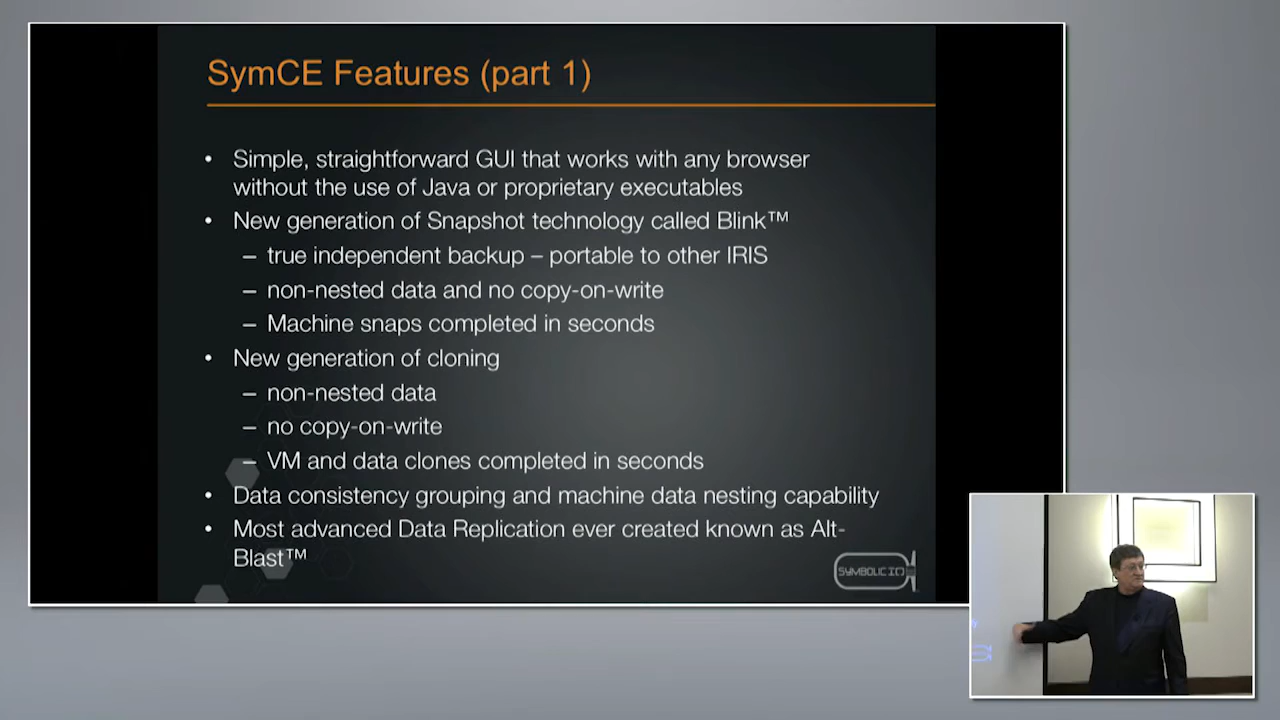 SymCE Features (part 1)
• Simple, straightforward GUI that works with any browser
without the use of Java or proprietary executables
• New generation of Snapshot technology called Blink™
– true independent backup – portable to other IRIS
– non-nested data and no copy-on-write
– Machine snaps completed in seconds
• New generation of cloning
– non-nested data
– no copy-on-write
– VM and data clones completed in seconds
• Data consistency grouping and machine data nesting capability
• Most advanced Data Replication ever created known as Alt-
Blast™
SYMBOLIC IO